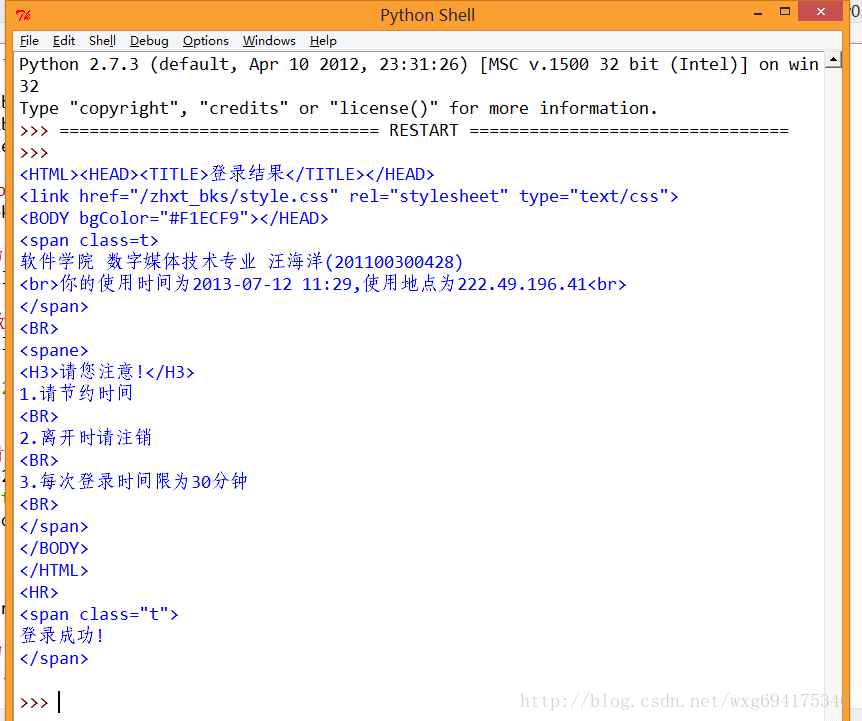 Python Shell
File Edit Shell Debug Options Windows Help
Python 2.7.3 (default, Apr 10 2012, 23:31:26) [MSC v.1500 32 bit (Intel)] on win
32
Type "copyright", "credits" or "license()" for more information.
>>> ================================ RESTART ================================
>>>
<HTML><HEAD><TITLE>登录结果</TITLE></HEAD>
<link href="/zhxt_bks/style.css" rel="stylesheet" type="text/css">
<BODY bgColor="#F1ECF9"></HEAD>
<span class=t>
软件学院 数字媒体技术专业 汪海洋(201100300428)
<br>你的使用时间为2013-07-12 11:29,使用地点为222.49.196.41<br>
</span>
<BR>
<spane>
<H3>请您注意!</H3>
1.请节约时间
<BR>
2.离开时请注销
<BR>
3.每次登录时间限为30分钟
<BR>
</span>
</BODY>
</HTML>
<HR>
<span class="t">
登录成功!
</span>
>>>
http://blog.csdn.net/wxg694175346